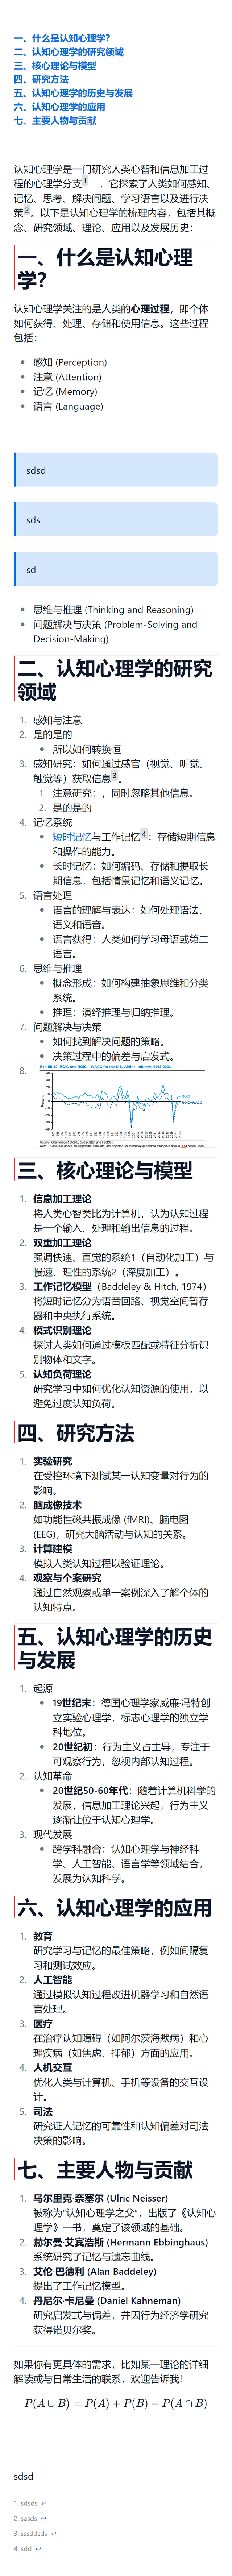 一、什么是认知心理学?
二、认知心理学的研究领域
三、核心理论与模型
四、研究方法
五、认知心理学的历史与发展
六、认知心理学的应用
七、主要人物与贡献
认知心理学是一门研究人类心智和信息加工过
程的心理学分支1 ，它探索了人类如何感知、
记忆、思考、解决问题、学习语言以及进行决
策2。以下是认知心理学的梳理内容，包括其概
念、研究领域、理论、应用以及发展历史：
一、什么是认知心理
学?
认知心理学关注的是人类的心理过程，即个体
如何获得、处理、存储和使用信息。这些过程
包括：
• 感知 (Perception)
• 注意 (Attention)
• 记忆 (Memory)
• 语言 (Language)
sdsd
sds
sd
• 思维与推理 (Thinking and Reasoning)
• 问题解决与决策 (Problem-Solving and
Decision-Making)
二、认知心理学的研究
领域
1. 感知与注意
2. 是的是的
• 所以如何转换恒
3. 感知研究：如何通过感官（视觉、听觉、
触觉等）获取信息3。
1. 注意研究：，同时忽略其他信息。
2. 是的是的
4. 记忆系统
• 短时记忆与工作记忆4：存储短期信息
和操作的能力。
• 长时记忆：如何编码、存储和提取长
期信息，包括情景记忆和语义记忆。
5. 语言处理
• 语言的理解与表达：如何处理语法、
语义和语音。
• 语言获得：人类如何学习母语或第二
语言。
6. 思维与推理
• 概念形成：如何构建抽象思维和分类
系统。
• 推理：演绎推理与归纳推理。
7. 问题解决与决策
• 如何找到解决问题的策略。
• 决策过程中的偏差与启发式。
8.
Exhibit 12: ROIC and ROIC – WACC for the U.S. Airline Industry, 1963-2023
Percent
ROIC
ROIC–WACC
三、核心理论与模型
1. 信息加工理论
将人类心智类比为计算机，认为认知过程
是一个输入、处理和输出信息的过程。
2. 双重加工理论
强调快速、直觉的系统1（自动化加工）与
慢速、理性的系统2（深度加工）。
3. 工作记忆模型（Baddeley & Hitch, 1974）
将短时记忆分为语音回路、视觉空间暂存
器和中央执行系统。
4. 模式识别理论
探讨人类如何通过模板匹配或特征分析识
别物体和文字。
5. 认知负荷理论
研究学习中如何优化认知资源的使用，以
避免过度认知负荷。
四、研究方法
1. 实验研究
在受控环境下测试某一认知变量对行为的
影响。
2. 脑成像技术
如功能性磁共振成像 (fMRI)、脑电图
(EEG)，研究大脑活动与认知的关系。
3. 计算建模
模拟人类认知过程以验证理论。
4. 观察与个案研究
通过自然观察或单一案例深入了解个体的
认知特点。
五、认知心理学的历史
与发展
1. 起源
• 19世纪末：德国心理学家威廉·冯特创
立实验心理学，标志心理学的独立学
科地位。
• 20世纪初：行为主义占主导，专注于
可观察行为，忽视内部认知过程。
2. 认知革命
• 20世纪50-60年代：随着计算机科学的
发展，信息加工理论兴起，行为主义
逐渐让位于认知心理学。
3. 现代发展
• 跨学科融合：认知心理学与神经科
学、人工智能、语言学等领域结合，
发展为认知科学。
六、认知心理学的应用
1. 教育
研究学习与记忆的最佳策略，例如间隔复
习和测试效应。
2. 人工智能
通过模拟认知过程改进机器学习和自然语
言处理。
3. 医疗
在治疗认知障碍（如阿尔茨海默病）和心
理疾病（如焦虑、抑郁）方面的应用。
4. 人机交互
优化人类与计算机、手机等设备的交互设
计。
5. 司法
研究证人记忆的可靠性和认知偏差对司法
决策的影响。
七、主要人物与贡献
1. 乌尔里克·奈塞尔 (Ulric Neisser)
被称为“认知心理学之父”，出版了《认知心
理学》一书，奠定了该领域的基础。
2. 赫尔曼·艾宾浩斯 (Hermann Ebbinghaus)
系统研究了记忆与遗忘曲线。
3. 艾伦·巴德利 (Alan Baddeley)
提出了工作记忆模型。
4. 丹尼尔·卡尼曼 (Daniel Kahneman)
研究启发式与偏差，并因行为经济学研究
获得诺贝尔奖。
如果你有更具体的需求，比如某一理论的详细
解读或与日常生活的联系，欢迎告诉我！
P(A ∪ B) = P(A) + P(B) − P(A ∩ B)
sdsd
1. sdsds ↩
2. sasds ↩
3. sssddsds ↩
4. sdd ↩